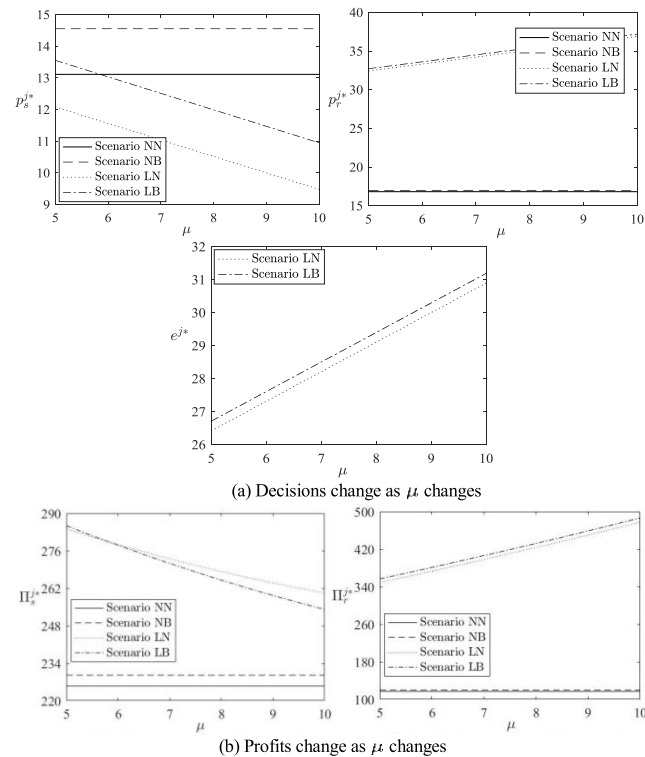 15
14
13
12
11
10
9
p_s^{j*}
Scenario NN
Scenario NB
Scenario LN
Scenario LB
5 6 7 8 9 10
μ
40
35
30
25
20
15
p_r^{j*}
Scenario NN
Scenario NB
Scenario LN
Scenario LB
5 6 7 8 9 10
μ
32
31
30
29
28
27
26
e^{j*}
Scenario LN
Scenario LB
5 6 7 8 9 10
μ
(a) Decisions change as μ changes
290
276
262
248
234
220
Π_s^{j*}
Scenario NN
Scenario NB
Scenario LN
Scenario LB
5 6 7 8 9 10
μ
500
420
340
260
180
100
Π_r^{j*}
Scenario NN
Scenario NB
Scenario LN
Scenario LB
5 6 7 8 9 10
μ
(b) Profits change as μ changes